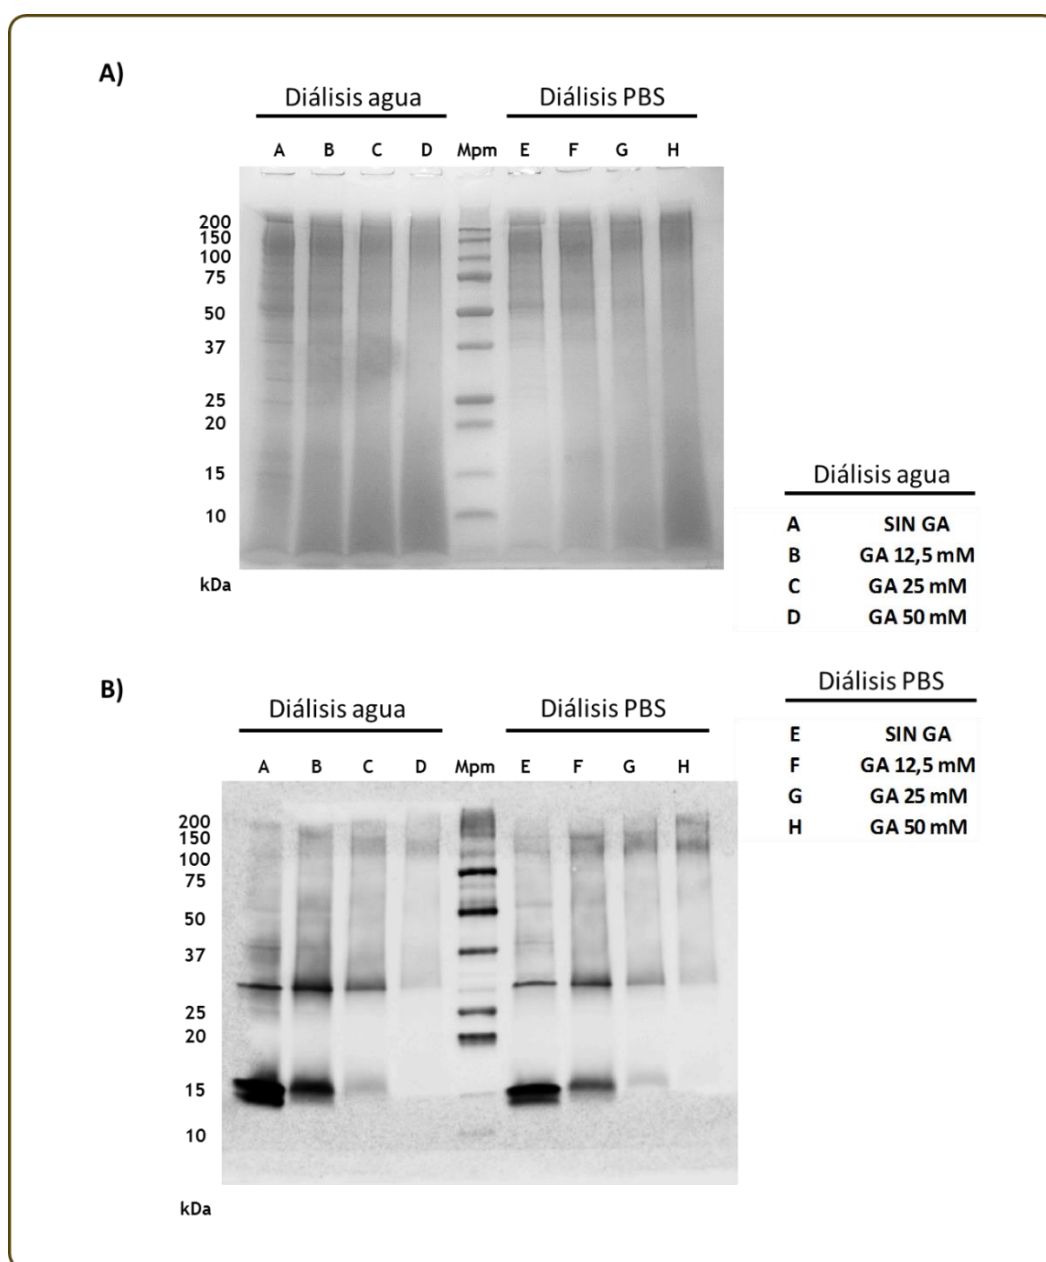 A)
Diálisis agua Diálisis PBS
A B C D Mpm E F G H
200
150
100
75
50
37
25
20
15
10
kDa
Diálisis agua
A SIN GA
B GA 12,5 mM
C GA 25 mM
D GA 50 mM
B)
Diálisis agua Diálisis PBS
A B C D Mpm E F G H
200
150
100
75
50
37
25
20
15
10
kDa
Diálisis PBS
E SIN GA
F GA 12,5 mM
G GA 25 mM
H GA 50 mM